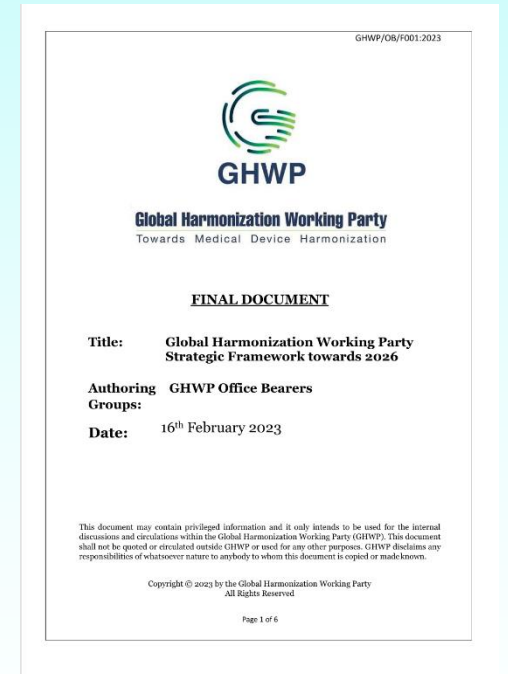 GHWP/OB/F001:2023
GHWP
Global Harmonization Working Party
Towards Medical Device Harmonization
FINAL DOCUMENT
Title: Global Harmonization Working Party
Strategic Framework towards 2026
Authoring GHWP Office Bearers
Groups:
Date: 16th February 2023
This document may contain privileged information and it only intends to be used for the internal
discussions and circulations within the Global Harmonization Working Party (GHWP). This document
shall not be quoted or circulated outside GHWP or used for any other purposes. GHWP disclaims any
responsibilities of whatsoever nature to anybody to whom this document is copied or madeknown.
Copyright © 2023 by the Global Harmonization Working Party
All Rights Reserved
Page 1 of 6